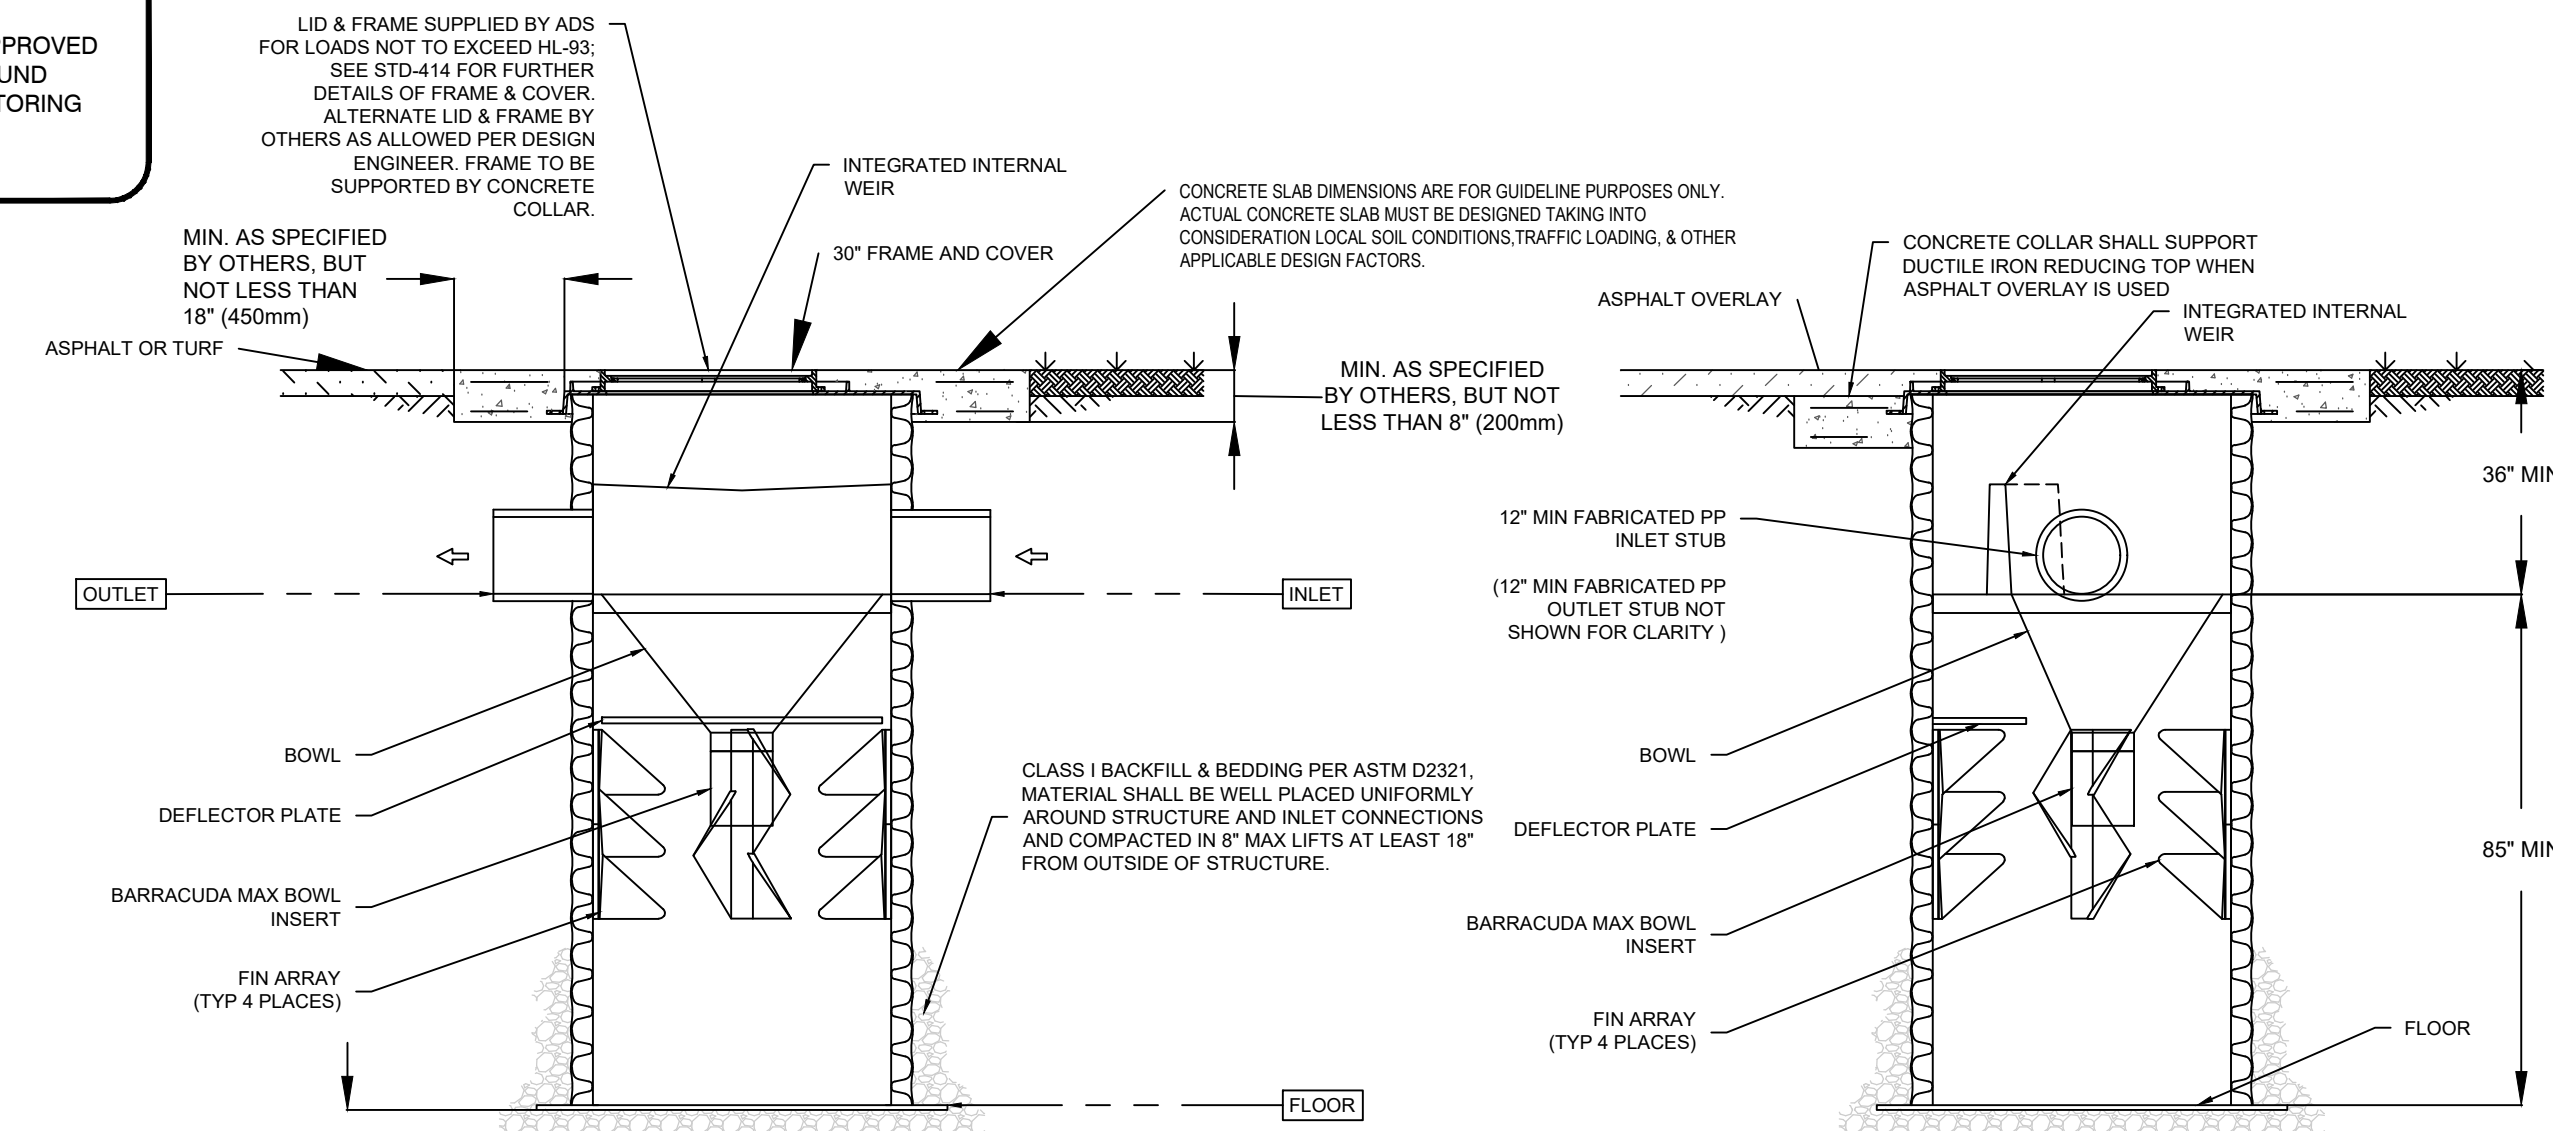 PPROVED
UND
TORING
LID & FRAME SUPPLIED BY ADS
FOR LOADS NOT TO EXCEED HL-93;
SEE STD-414 FOR FURTHER
DETAILS OF FRAME & COVER.
ALTERNATE LID & FRAME BY
OTHERS AS ALLOWED PER DESIGN
ENGINEER. FRAME TO BE
SUPPORTED BY CONCRETE
COLLAR.
INTEGRATED INTERNAL
WEIR
CONCRETE SLAB DIMENSIONS ARE FOR GUIDELINE PURPOSES ONLY.
ACTUAL CONCRETE SLAB MUST BE DESIGNED TAKING INTO
CONSIDERATION LOCAL SOIL CONDITIONS,TRAFFIC LOADING, & OTHER
APPLICABLE DESIGN FACTORS.
MIN. AS SPECIFIED
BY OTHERS, BUT
NOT LESS THAN
18" (450mm)
30" FRAME AND COVER
ASPHALT OR TURF
MIN. AS SPECIFIED
BY OTHERS, BUT NOT
LESS THAN 8" (200mm)
OUTLET
INLET
BOWL
DEFLECTOR PLATE
BARRACUDA MAX BOWL
INSERT
FIN ARRAY
(TYP 4 PLACES)
CLASS I BACKFILL & BEDDING PER ASTM D2321,
MATERIAL SHALL BE WELL PLACED UNIFORMLY
AROUND STRUCTURE AND INLET CONNECTIONS
AND COMPACTED IN 8" MAX LIFTS AT LEAST 18"
FROM OUTSIDE OF STRUCTURE.
FLOOR
CONCRETE COLLAR SHALL SUPPORT
DUCTILE IRON REDUCING TOP WHEN
ASPHALT OVERLAY IS USED
ASPHALT OVERLAY
INTEGRATED INTERNAL
WEIR
36" MIN
12" MIN FABRICATED PP
INLET STUB
(12" MIN FABRICATED PP
OUTLET STUB NOT
SHOWN FOR CLARITY )
BOWL
DEFLECTOR PLATE
85" MIN
BARRACUDA MAX BOWL
INSERT
FIN ARRAY
(TYP 4 PLACES)
FLOOR